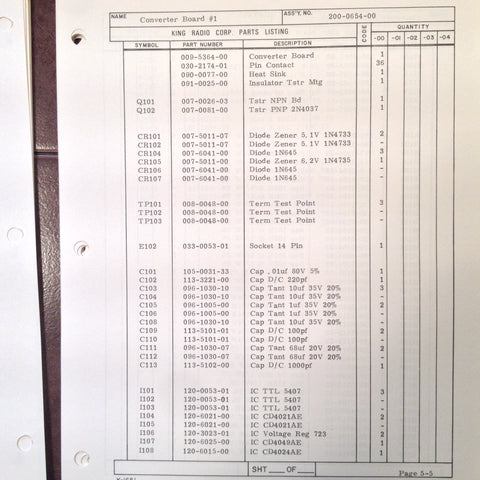 NAME Converter Board #1 ASS'Y. NO. 200-0654-00
KING RADIO CORP. PARTS LISTING CODE QUANTITY
SYMBOL PART NUMBER DESCRIPTION -00 -01 -02 -03 -04
009-5364-00 Converter Board 1
030-2174-01 Pin Contact 36
090-0077-00 Heat Sink 1
091-0025-00 Insulator Tstr Mtg 1
Q101 007-0026-03 Tstr NPN Bd 1
Q102 007-0081-00 Tstr PNP 2N4037 1
CR101 007-5011-07 Diode Zener 5,1V 1N4733 2
CR102 007-5011-07 Diode Zener 5.1V 1N4733 -
CR104 007-6041-00 Diode 1N645 3
CR105 007-5011-09 Diode Zener 6,2V 1N4735 1
CR106 007-6041-00 Diode 1N645 -
CR107 007-6041-00 Diode 1N645 -
TP101 008-0048-00 Term Test Point 3
TP102 008-0048-00 Term Test Point -
TP103 008-0048-00 Term Test Point -
E102 033-0053-01 Socket 14 Pin 1
C101 105-0031-33 Cap .01uf 80V 5% 1
C102 113-3221-00 Cap D/C 220pf 1
C103 096-1030-10 Cap Tant 10uf 35V 20% 3
C104 096-1030-10 Cap Tant 10uf 35V 20% -
C105 096-1005-00 Cap Tant 1uf 35V 20% 2
C106 096-1005-00 Cap Tant 1uf 35V 20% -
C108 096-1030-10 Cap Tant 10uf 35V 20% -
C109 113-5101-01 Cap D/C 100pf 2
C110 113-5101-01 Cap D/C 100pf -
C111 096-1030-07 Cap Tant 68uf 20V 20% 2
C112 096-1030-07 Cap Tant 68uf 20V 20% -
C113 113-5102-00 Cap D/C 1000pf 1
I101 120-0053-01 IC TTL 5407 3
I102 120-0053-01 IC TTL 5407 -
I103 120-0053-01 IC TTL 5407 -
I104 120-6021-00 IC CD4021AE 2
I105 120-6021-00 IC CD4021AE -
I106 120-3023-01 IC Voltage Reg 723 2
I107 120-6025-00 IC CD4049AE 1
I108 120-6015-00 IC CD4024AE 1
SHT OF Page 5-5